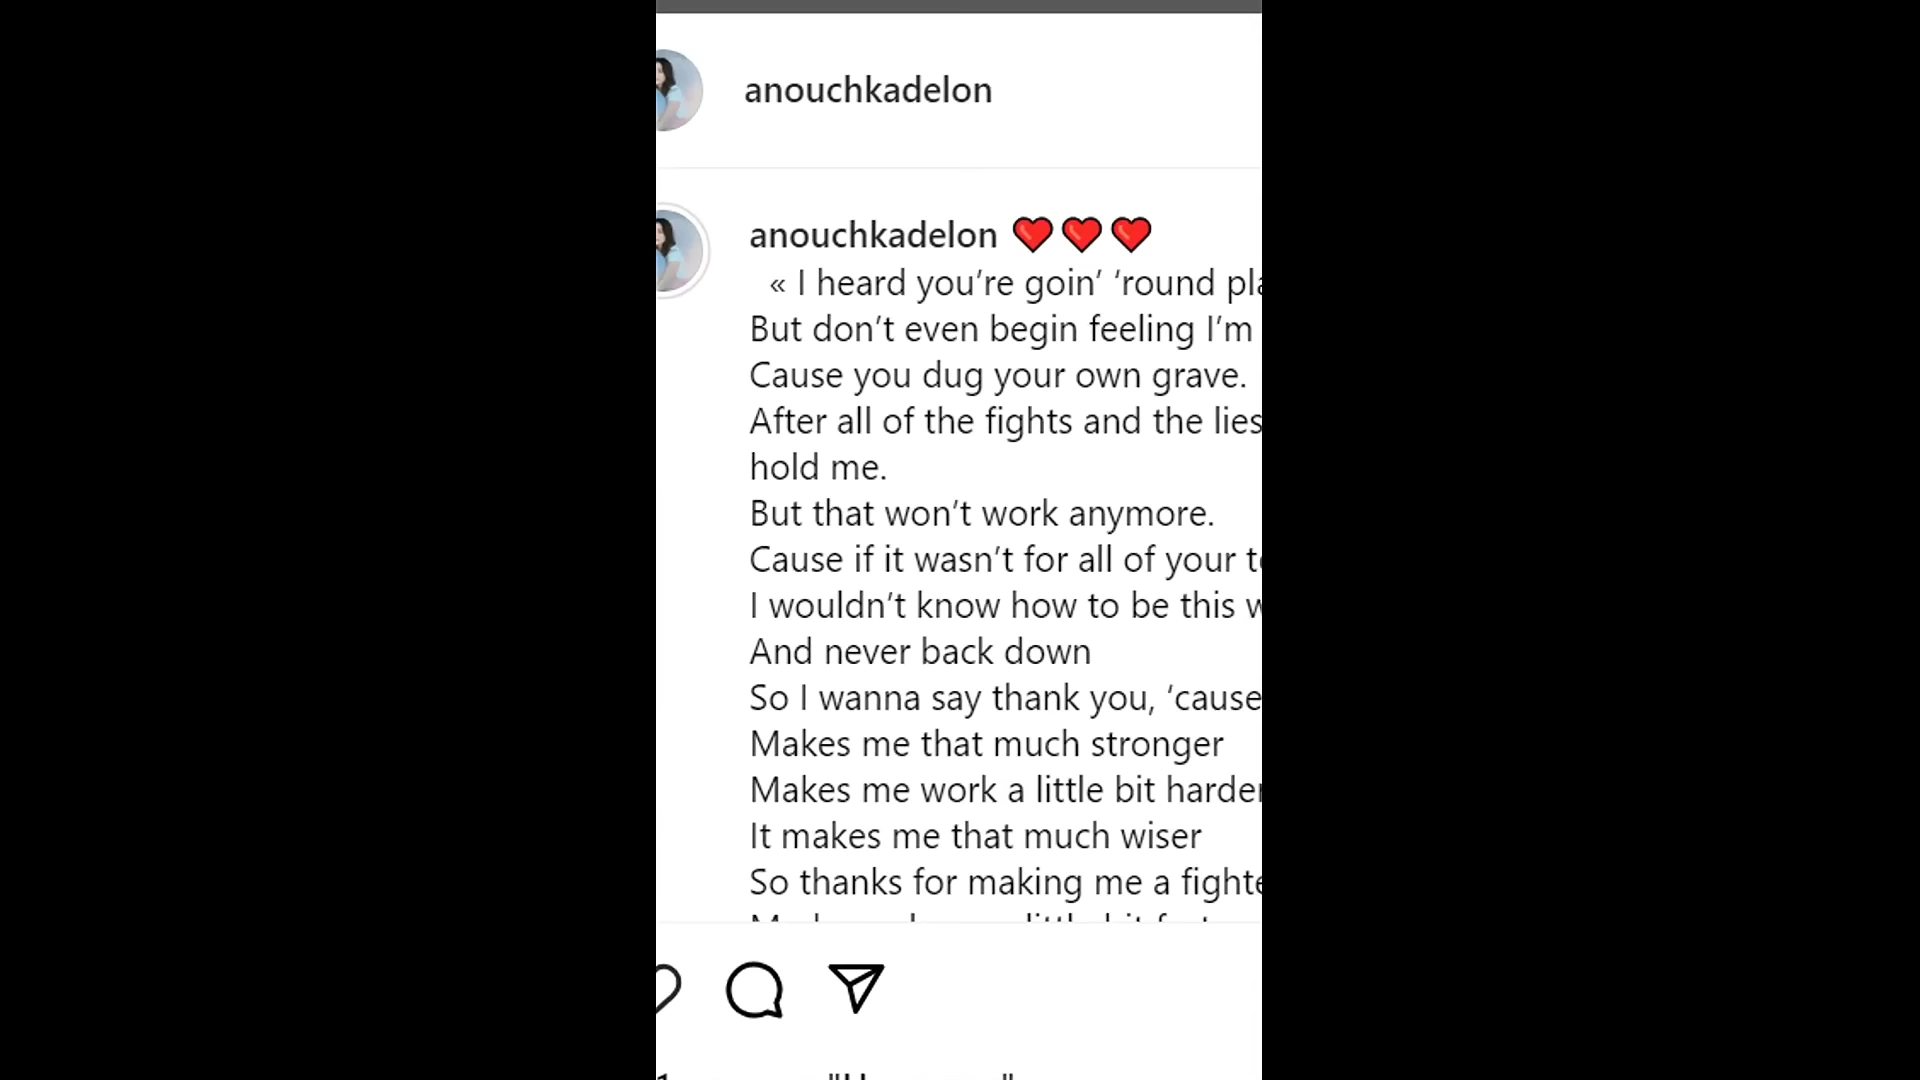 anouchkadelon
anouchkadelon ❤️❤️❤️
« I heard you’re goin’ ‘round
But don’t even begin feeling I’m
Cause you dug your own grave.
After all of the fights and the lies
hold me.
But that won’t work anymore.
Cause if it wasn’t for all of your
I wouldn’t know how to be this
And never back down
So I wanna say thank you, ‘cause
Makes me that much stronger
Makes me work a little bit harder
It makes me that much wiser
So thanks for making me a